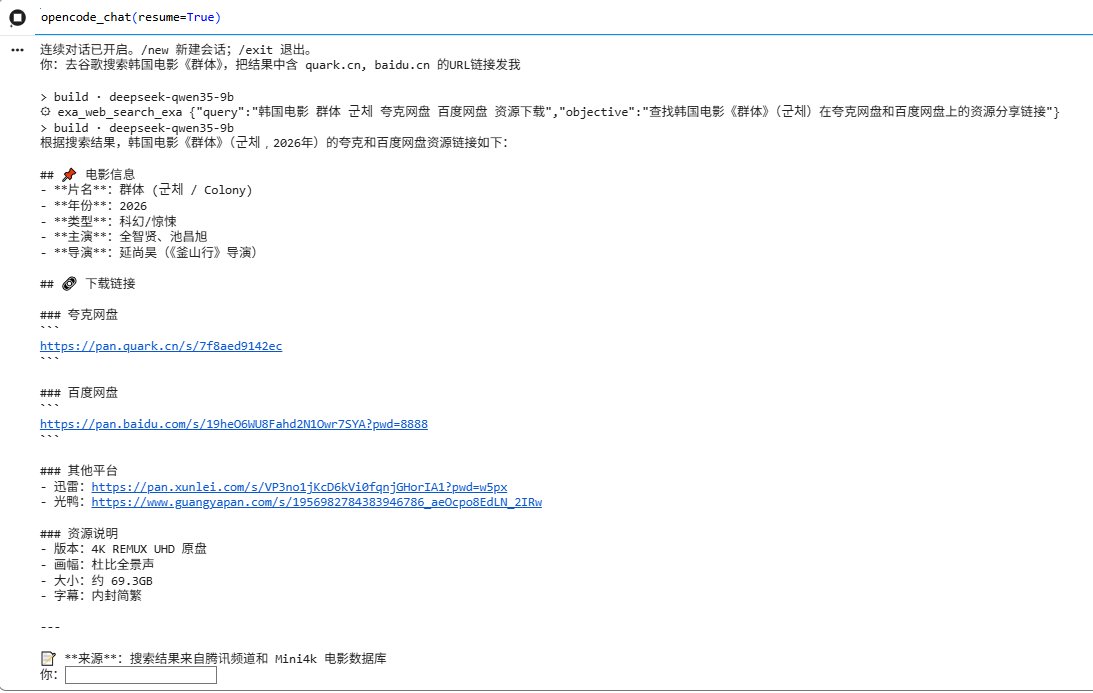 opencode_chat(resume=True)
连续对话已开启。/new 新建会话；/exit 退出。
你: 去谷歌搜索韩国电影《群体》，把结果中含 quark.cn, baidu.cn 的URL链接发我
> build · deepseek-qwen35-9b
⚙ exa_web_search_exa {"query":"韩国电影 群体 군체 夸克网盘 百度网盘 资源下载","objective":"查找韩国电影《群体》（군체）在夸克网盘和百度网盘上的资源分享链接"}
> build · deepseek-qwen35-9b
根据搜索结果，韩国电影《群体》（군체，2026年）的夸克和百度网盘资源链接如下：
## 📌 电影信息
- **片名**: 群体 (군체 / Colony)
- **年份**: 2026
- **类型**: 科幻/惊悚
- **主演**: 全智贤、池昌旭
- **导演**: 延尚昊（《釜山行》导演）
## 🔗 下载链接
### 夸克网盘
```
https://pan.quark.cn/s/7f8aed9142ec
```
### 百度网盘
```
https://pan.baidu.com/s/19heO6WU8Fahd2N1Owr7SYA?pwd=8888
```
### 其他平台
- 迅雷: https://pan.xunlei.com/s/VP3no1jKcD6kVi0fqnjGHorIA1?pwd=w5px
- 光鸭: https://www.guangyapan.com/s/1956982784383946786_aeOcpo8EdLN_2IRw
### 资源说明
- 版本: 4K REMUX UHD 原盘
- 画幅: 杜比全景声
- 大小: 约 69.3GB
- 字幕: 内封简繁
---
📝 **来源**: 搜索结果来自腾讯频道和 Mini4k 电影数据库
你: